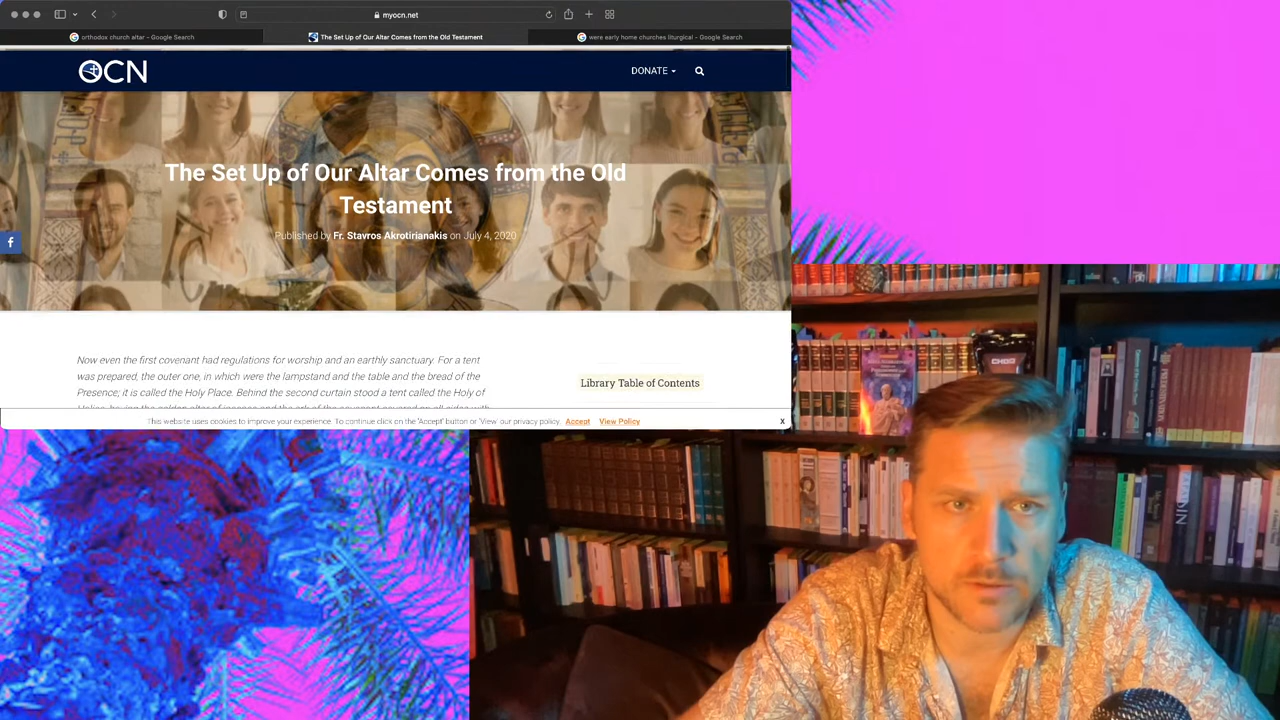 myocn.net
orthodox church altar - Google Search
The Set Up of Our Altar Comes from the Old Testament
were early home churches liturgical - Google Search
OCN
DONATE
The Set Up of Our Altar Comes from the Old
Testament
Published by Fr. Stavros Akrotirianakis on July 4, 2020
Now even the first covenant had regulations for worship and an earthly sanctuary. For a tent
was prepared, the outer one, in which were the lampstand and the table and the bread of the
Presence; it is called the Holy Place. Behind the second curtain stood a tent called the Holy of
Library Table of Contents
This website uses cookies to improve your experience. To continue click on the 'Accept' button or 'View' our privacy policy. Accept View Policy X